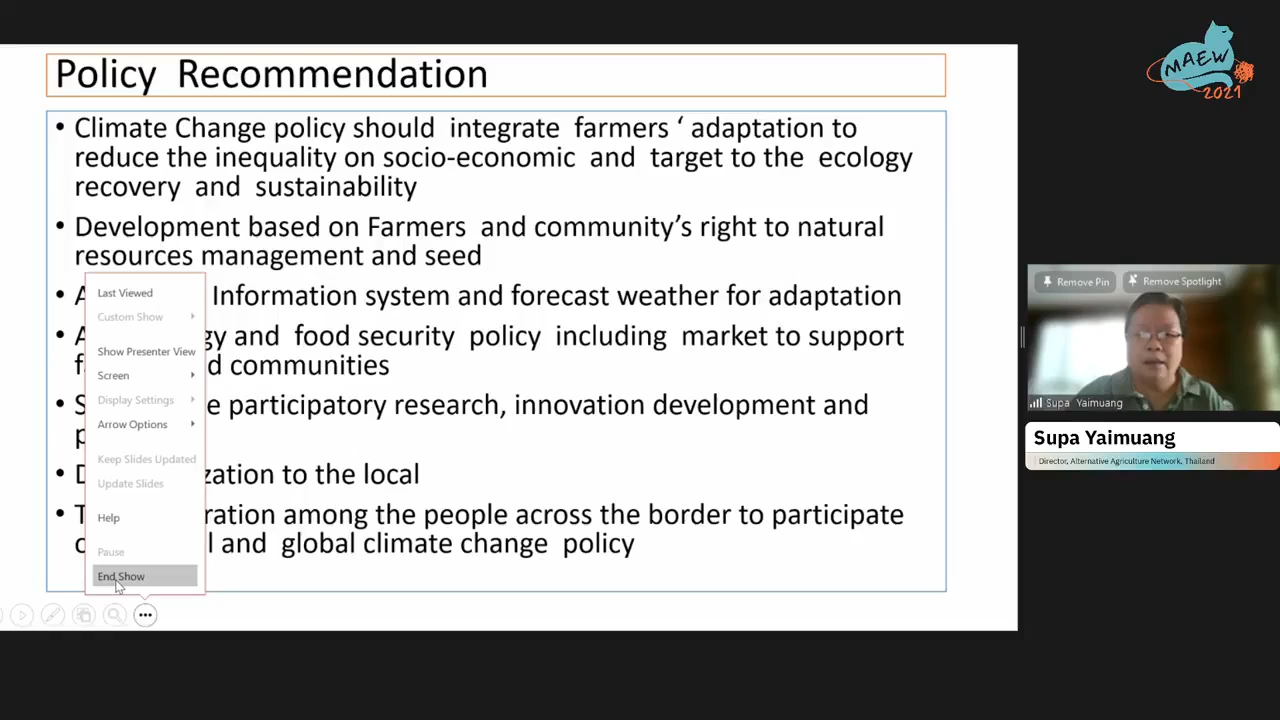 Policy Recommendation
• Climate Change policy should integrate farmers ‘ adaptation to
reduce the inequality on socio-economic and target to the ecology
recovery and sustainability
• Development based on Farmers and community’s right to natural
resources management and seed
• Information system and forecast weather for adaptation
• and food security policy including market to support
communities
• participatory research, innovation development and
• to the local
• among the people across the border to participate
and global climate change policy
Last Viewed
Custom Show
Show Presenter View
Screen
Display Settings
Arrow Options
Keep Slides Updated
Update Slides
Help
Pause
End Show
MAEW
2021
Remove Pin
Remove Spotlight
Supa Yaimuang
Supa Yaimuang
Director, Alternative Agriculture Network, Thailand